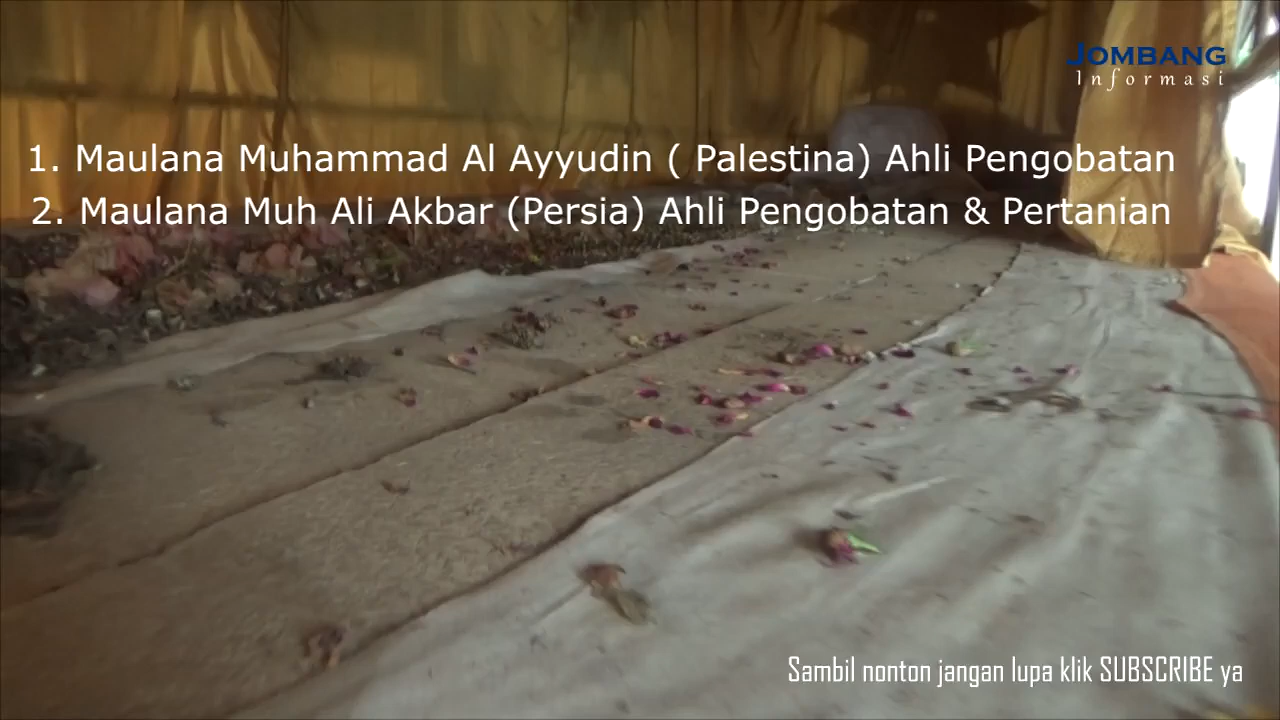 JOMBANG
Informasi
1. Maulana Muhammad Al Ayyudin ( Palestina) Ahli Pengobatan
2. Maulana Muh Ali Akbar (Persia) Ahli Pengobatan & Pertanian
Sambil nonton jangan lupa klik SUBSCRIBE ya